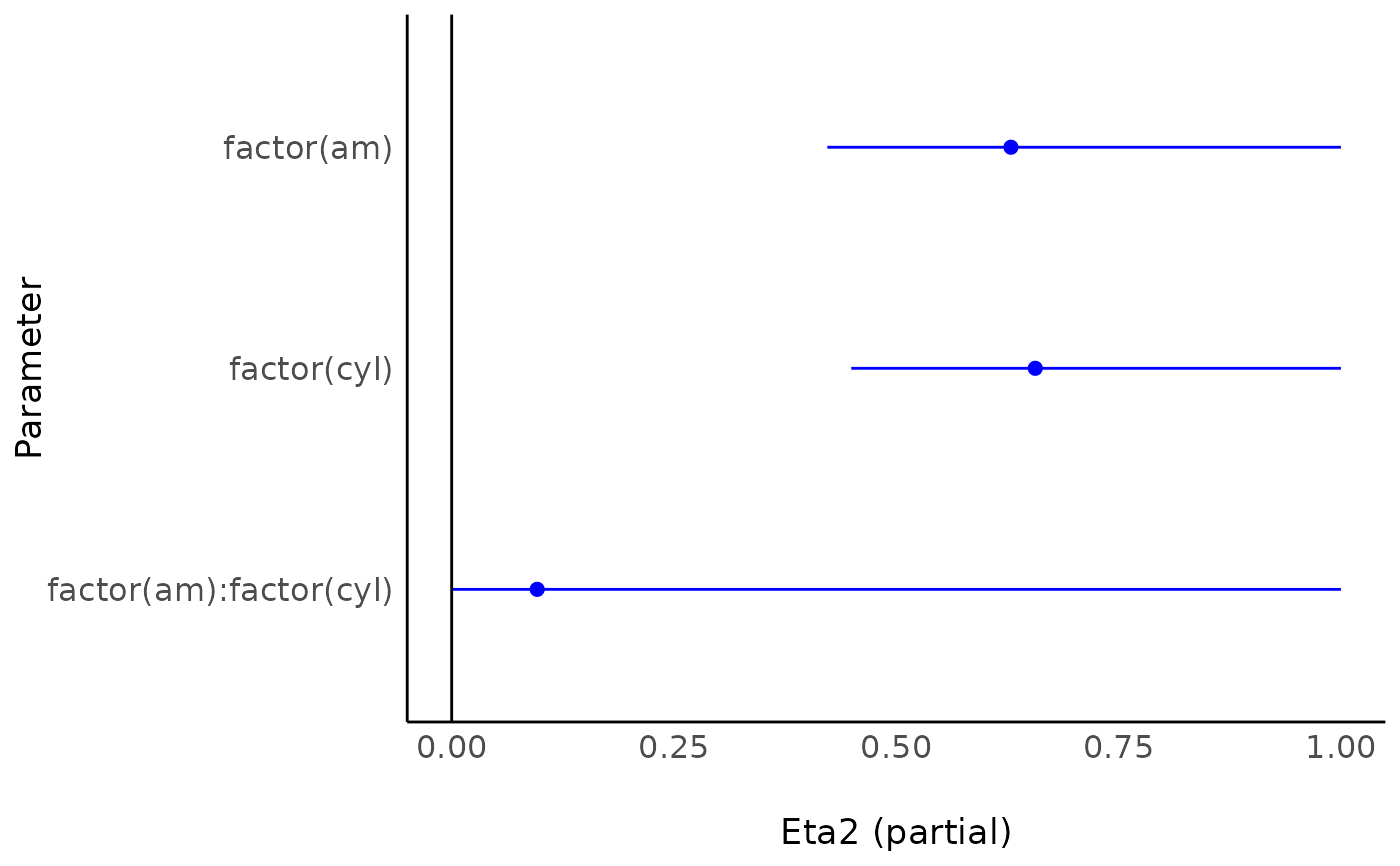 Parameter
factor(am)
factor(cyl)
factor(am):factor(cyl)
0.00 0.25 0.50 0.75 1.00
Eta2 (partial)